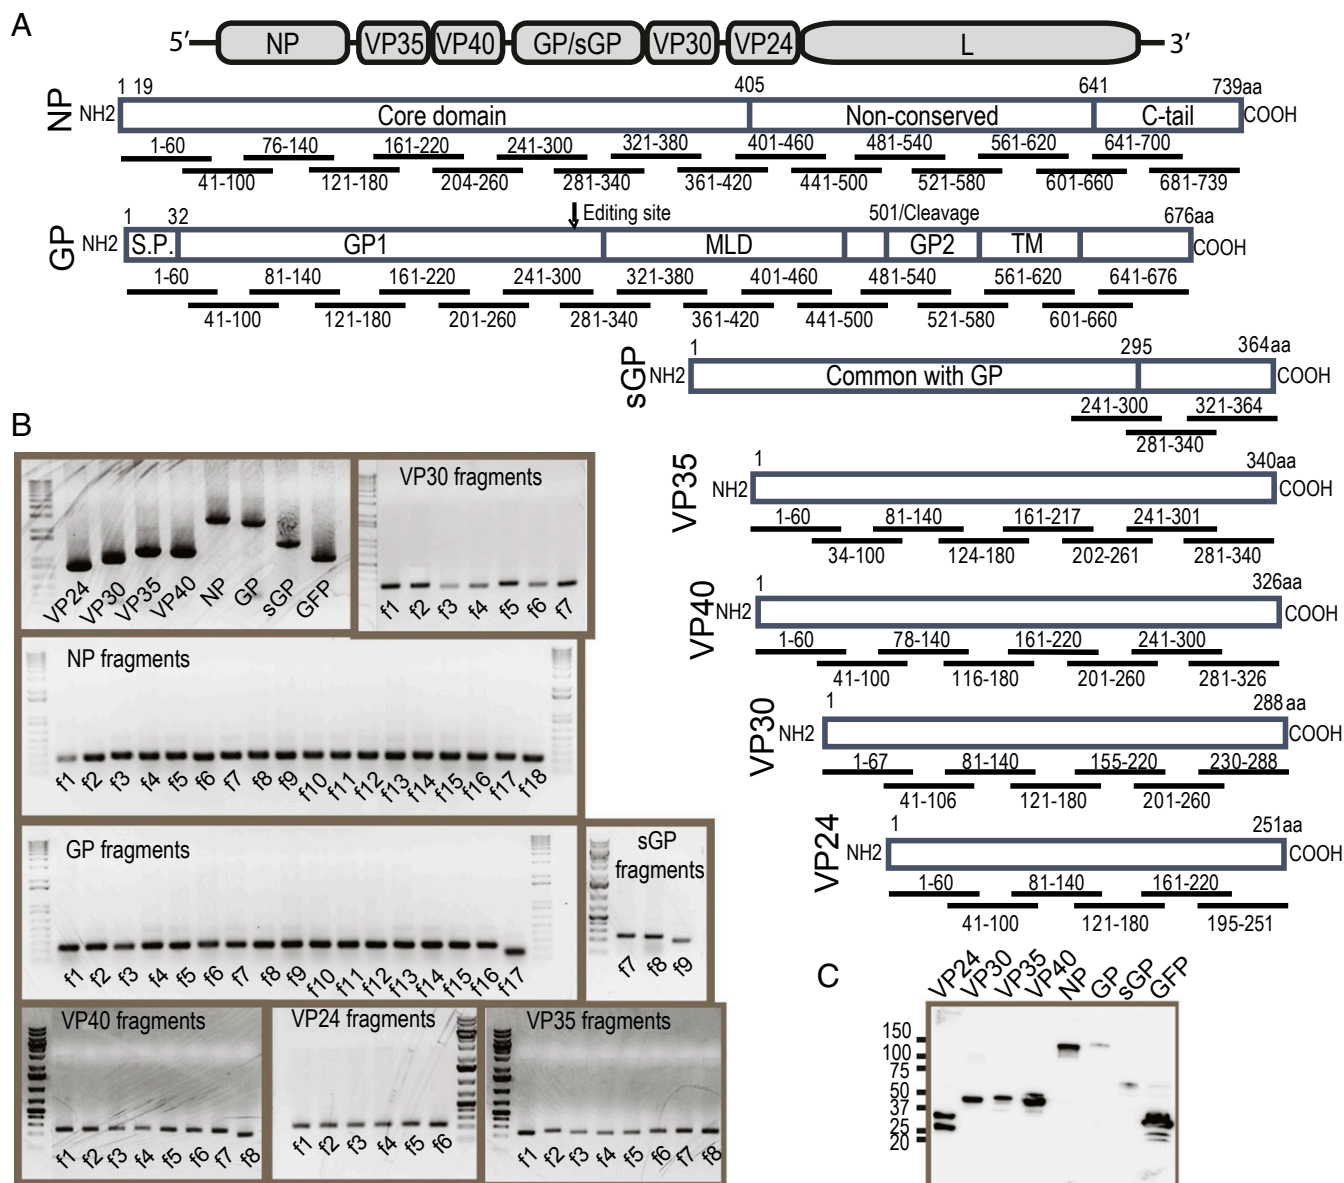 A
5′ NP VP35 VP40 GP/sGP VP30 VP24 L 3′
NP
1 19 405 641 739aa
NH2 Core domain Non-conserved C-tail COOH
1-60 76-140 161-220 241-300 321-380 401-460 481-540 561-620 641-700
41-100 121-180 204-260 281-340 361-420 441-500 521-580 601-660 681-739
Editing site
GP
1 32 501/Cleavage 676aa
NH2 S.P. GP1 MLD GP2 TM COOH
1-60 81-140 161-220 241-300 321-380 401-460 481-540 561-620 641-676
41-100 121-180 201-260 281-340 361-420 441-500 521-580 601-660
sGP
1 295 364aa
NH2 Common with GP COOH
241-300 321-364
281-340
VP35
1 340aa
NH2 COOH
1-60 81-140 161-217 241-301
34-100 124-180 202-261 281-340
VP40
1 326aa
NH2 COOH
1-60 78-140 161-220 241-300
41-100 116-180 201-260 281-326
VP30
1 288aa
NH2 COOH
1-67 81-140 155-220 230-288
41-106 121-180 201-260
VP24
1 251aa
NH2 COOH
1-60 81-140 161-220
41-100 121-180 195-251
B
VP24 VP30 VP35 VP40 NP GP sGP GFP
VP30 fragments
f1 f2 f3 f4 f5 f6 f7
NP fragments
f1 f2 f3 f4 f5 f6 f7 f8 f9 f10 f11 f12 f13 f14 f15 f16 f17 f18
GP fragments
f1 f2 f3 f4 f5 f6 f7 f8 f9 f10 f11 f12 f13 f14 f15 f16 f17
sGP
fragments
f7 f8 f9
VP40 fragments
f1 f2 f3 f4 f5 f6 f7 f8
VP24 fragments
f1 f2 f3 f4 f5 f6
VP35 fragments
f1 f2 f3 f4 f5 f6 f7 f8
C
VP24 VP30 VP35 VP40 NP GP sGP GFP
150
100
75
50
37
25
20